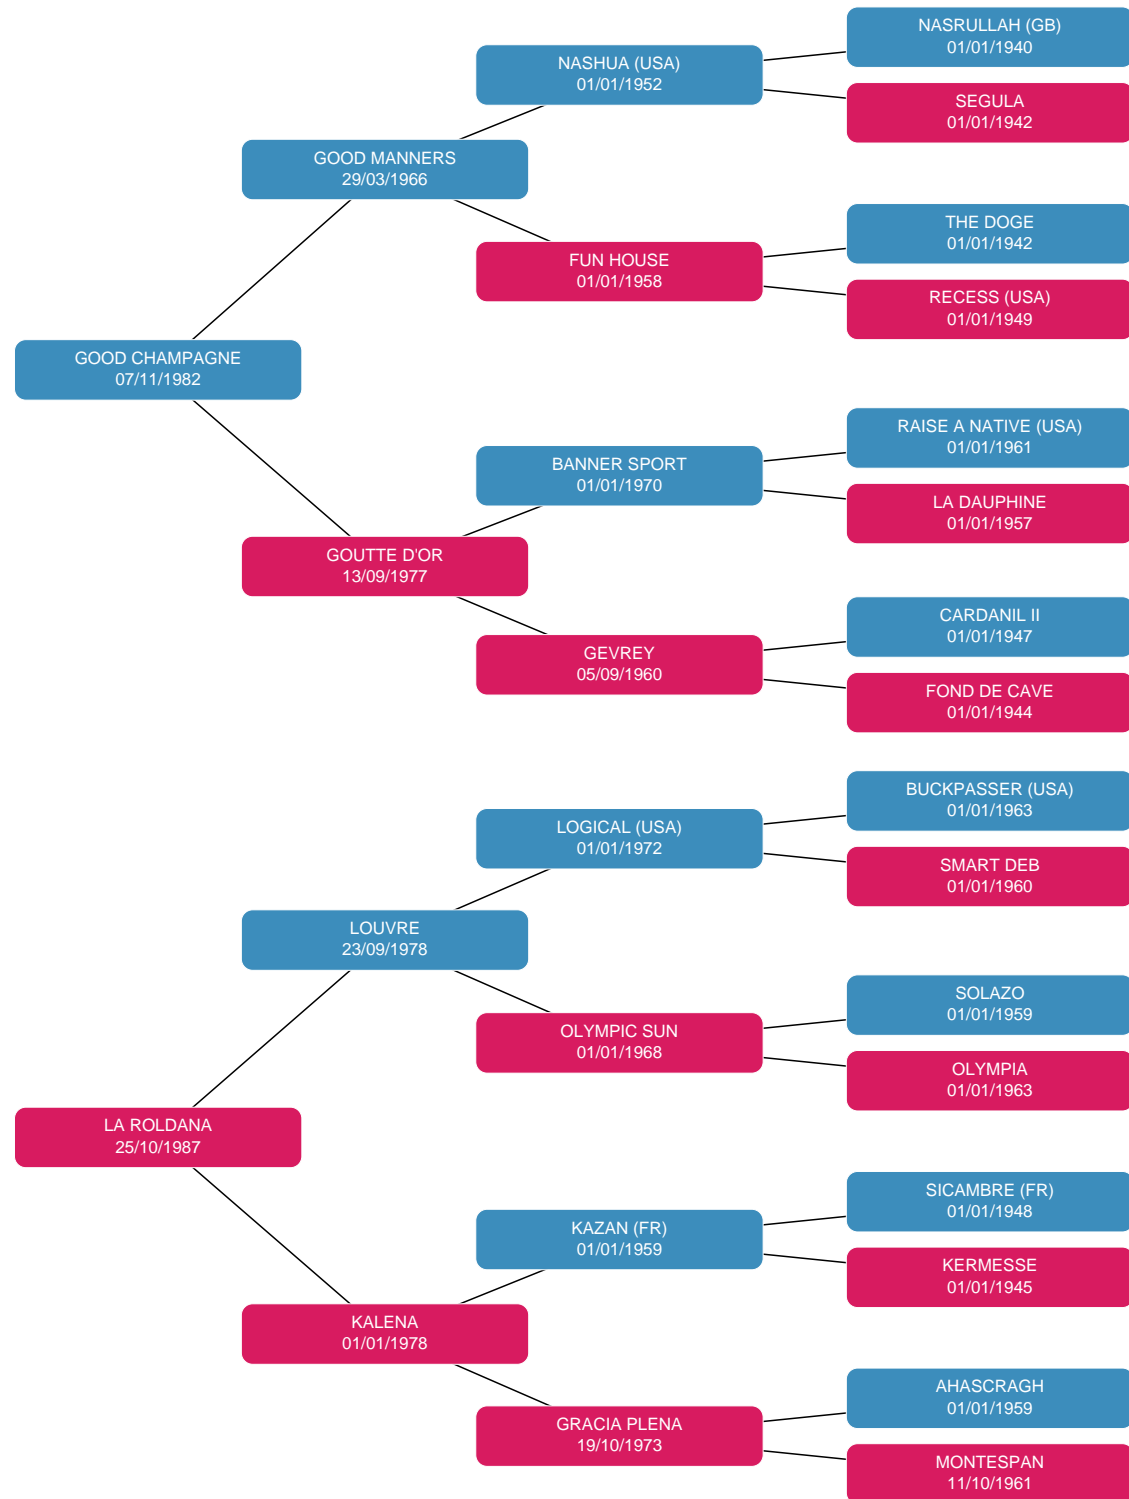 NASRULLAH (GB)
01/01/1940
NASHUA (USA)
01/01/1952
SEGULA
01/01/1942
GOOD MANNERS
29/03/1966
THE DOGE
01/01/1942
FUN HOUSE
01/01/1958
RECESS (USA)
01/01/1949
GOOD CHAMPAGNE
07/11/1982
RAISE A NATIVE (USA)
01/01/1961
BANNER SPORT
01/01/1970
LA DAUPHINE
01/01/1957
GOUTTE D'OR
13/09/1977
CARDANIL II
01/01/1947
GEVREY
05/09/1960
FOND DE CAVE
01/01/1944
BUCKPASSER (USA)
01/01/1963
LOGICAL (USA)
01/01/1972
SMART DEB
01/01/1960
LOUVRE
23/09/1978
SOLAZO
01/01/1959
OLYMPIC SUN
01/01/1968
OLYMPIA
01/01/1963
LA ROLDANA
25/10/1987
SICAMBRE (FR)
01/01/1948
KAZAN (FR)
01/01/1959
KERMESSE
01/01/1945
KALENA
01/01/1978
AHASCRAGH
01/01/1959
GRACIA PLENA
19/10/1973
MONTESPAN
11/10/1961